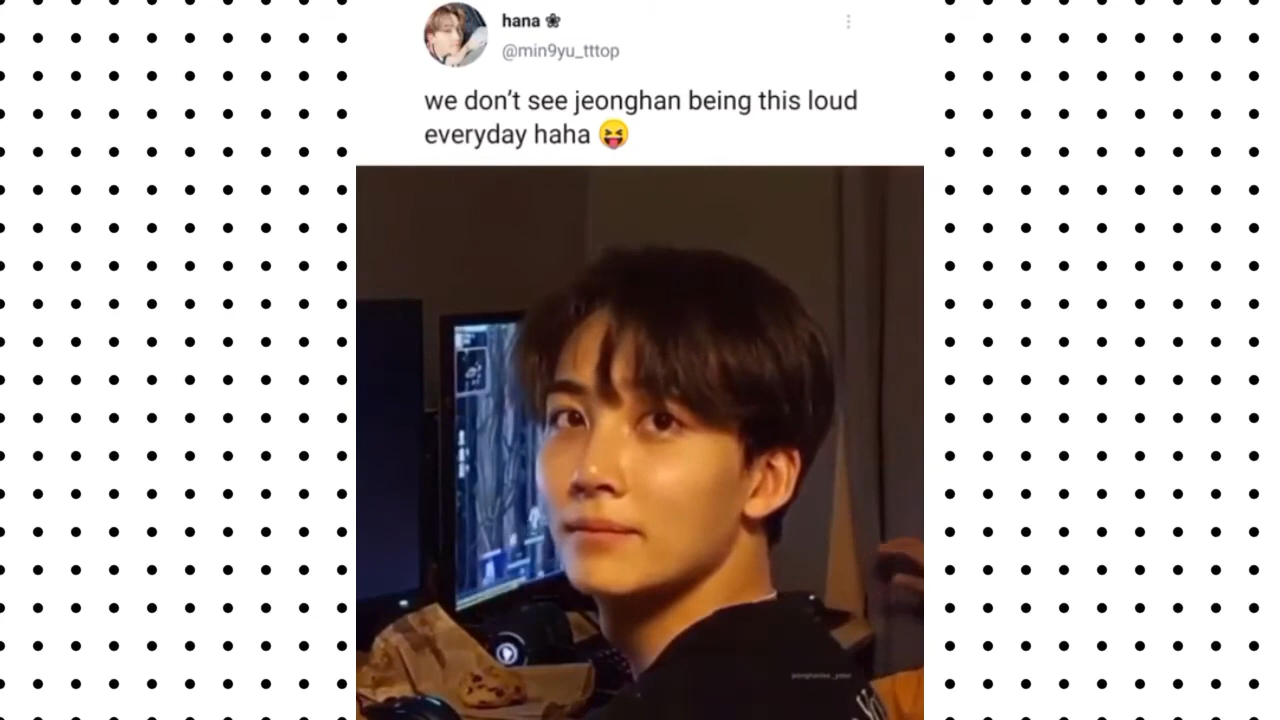 hana ❀
@min9yu_tttop
we don’t see jeonghan being this loud
everyday haha 😝